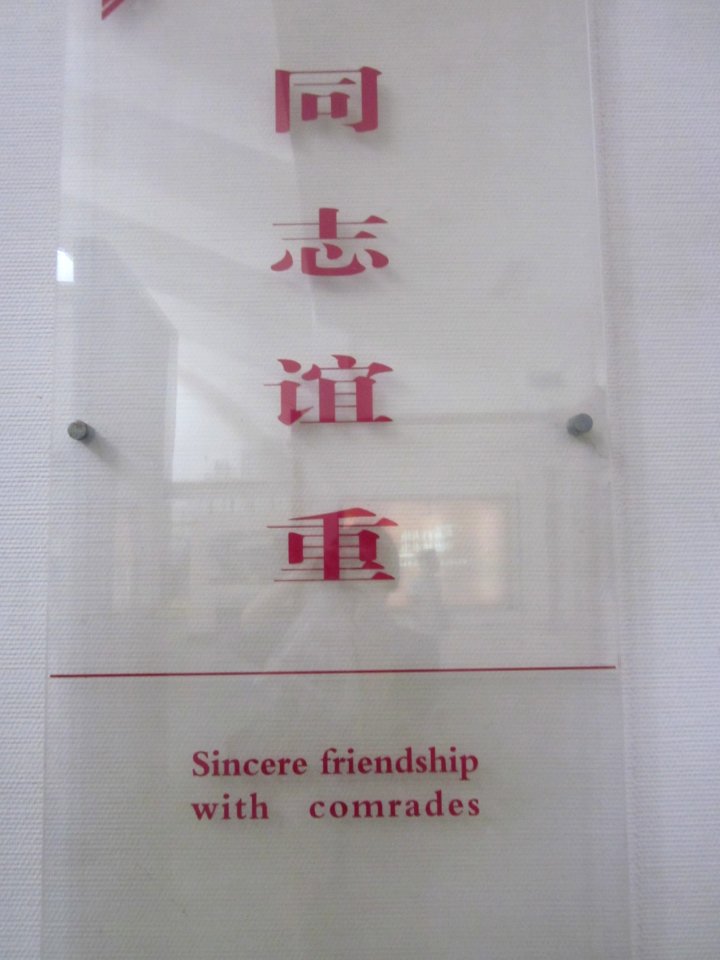 同志谊重
Sincere friendship
with comrades